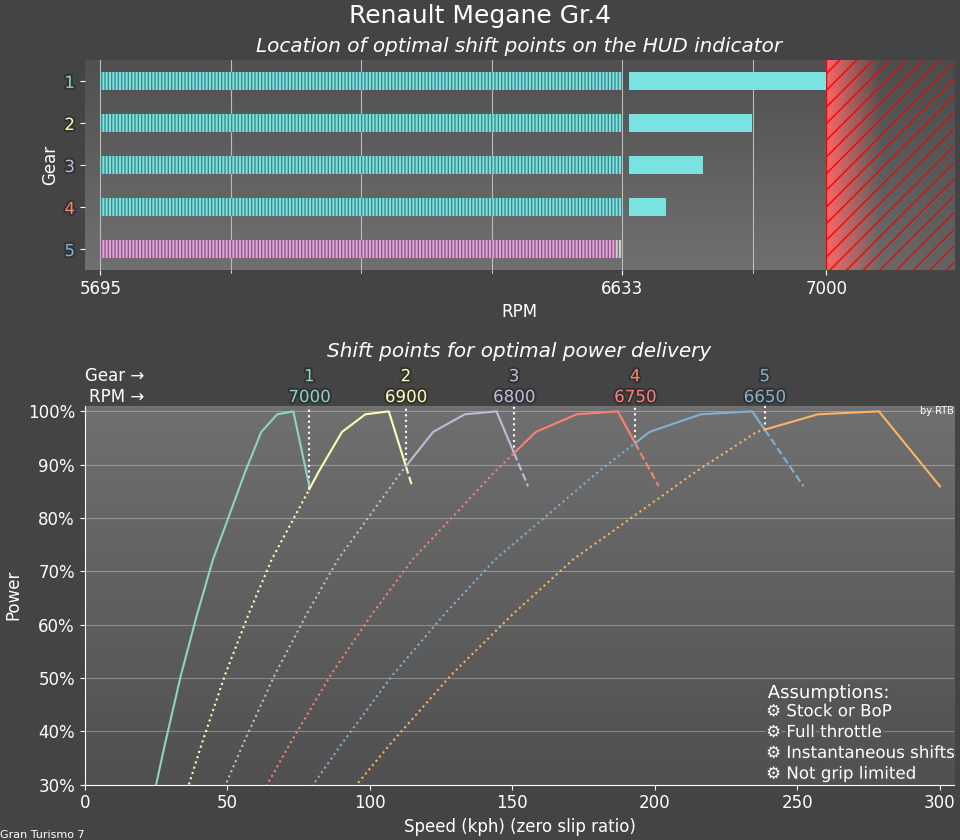 Renault Megane Gr.4
Location of optimal shift points on the HUD indicator
Gear
1
2
3
4
5
5695 6633 7000
RPM
Shift points for optimal power delivery
Gear → 1 2 3 4 5
RPM → 7000 6900 6800 6750 6650
by RTB
Power
100%
90%
80%
70%
60%
50%
40%
30%
Assumptions:
⚙ Stock or BoP
⚙ Full throttle
⚙ Instantaneous shifts
⚙ Not grip limited
0 50 100 150 200 250 300
Speed (kph) (zero slip ratio)
Gran Turismo 7